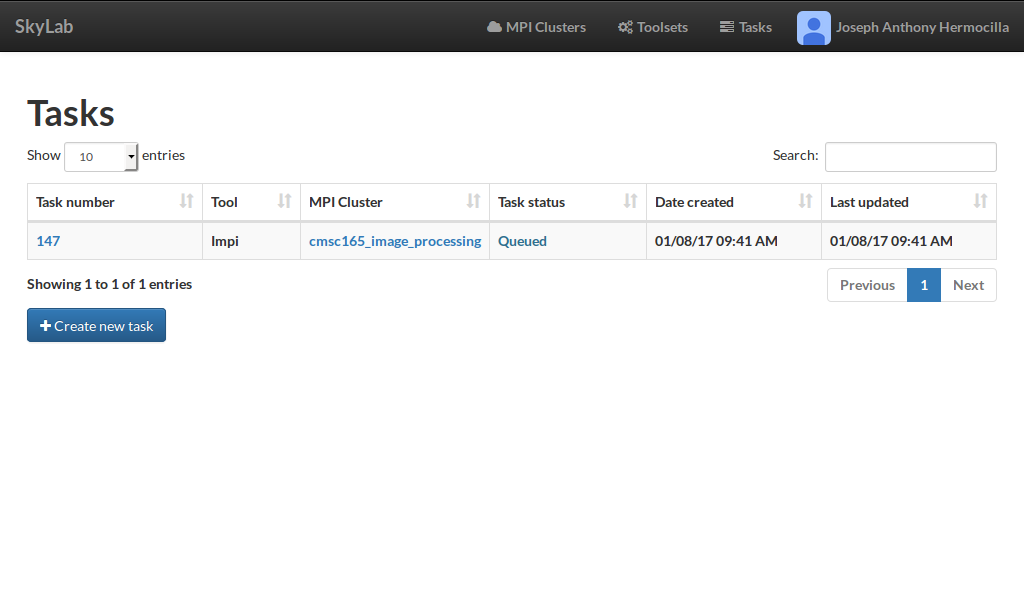 SkyLab MPI Clusters Toolsets Tasks Joseph Anthony Hermocilla
Tasks
Show 10 entries Search:
Task number Tool MPI Cluster Task status Date created Last updated
147 Impi cmsc165_image_processing Queued 01/08/17 09:41 AM 01/08/17 09:41 AM
Showing 1 to 1 of 1 entries Previous 1 Next
Create new task